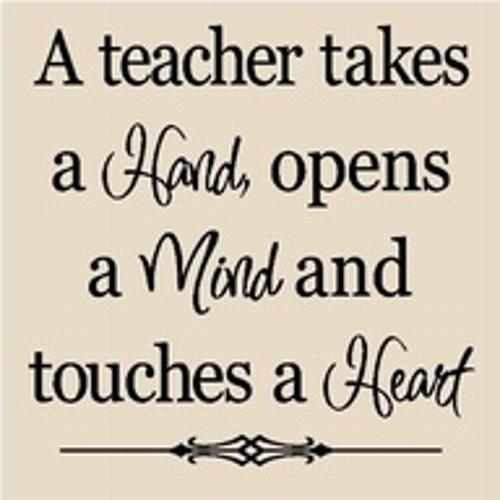 A teacher takes
a Hand, opens
a Mind and
touches a Heart